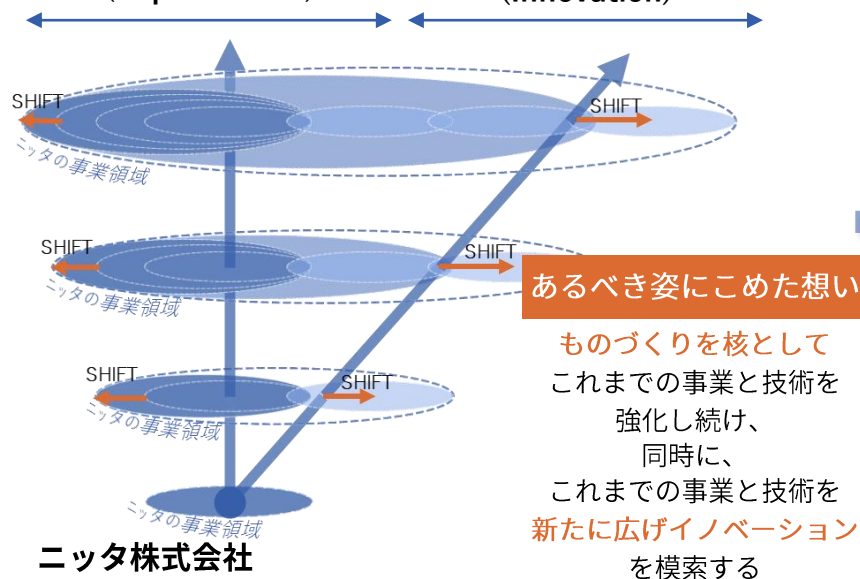 (Innovation)
SHIFT
SHIFT
ニッタの事業領域
SHIFT
SHIFT
ニッタの事業領域
あるべき姿にこめた想い
ものづくりを核として
これまでの事業と技術を
強化し続け、
同時に、
これまでの事業と技術を
新たに広げイノベーション
を模索する
SHIFT
SHIFT
ニッタの事業領域
ニッタの事業領域
ニッタ株式会社